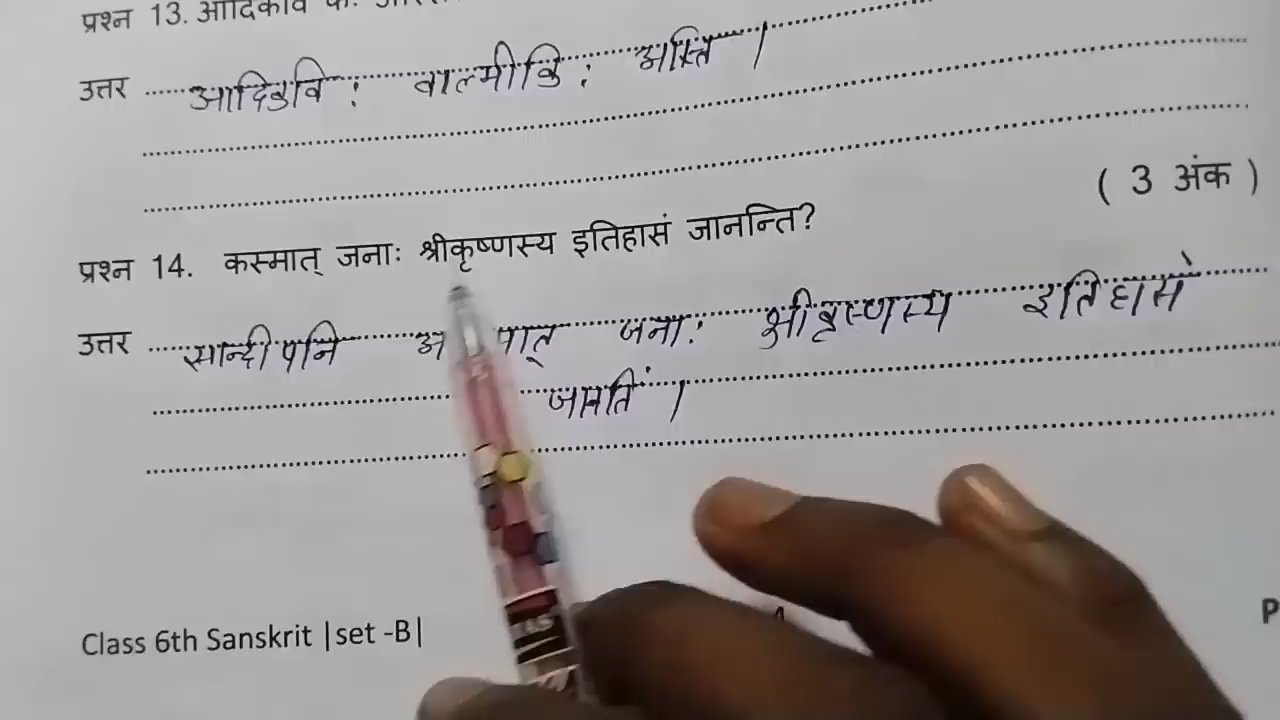 प्रश्न 13. आदिकवि कः
उत्तर आदिकवि : वाल्मीकि : अस्ति |
( 3 अंक )
प्रश्न 14. कस्मात् जनाः श्रीकृष्णस्य इतिहासं जानन्ति?
उत्तर सान्दीपनि जनाः श्रीकृष्णस्य इतिहासं
जानतिं |
Class 6th Sanskrit |set -B|
P